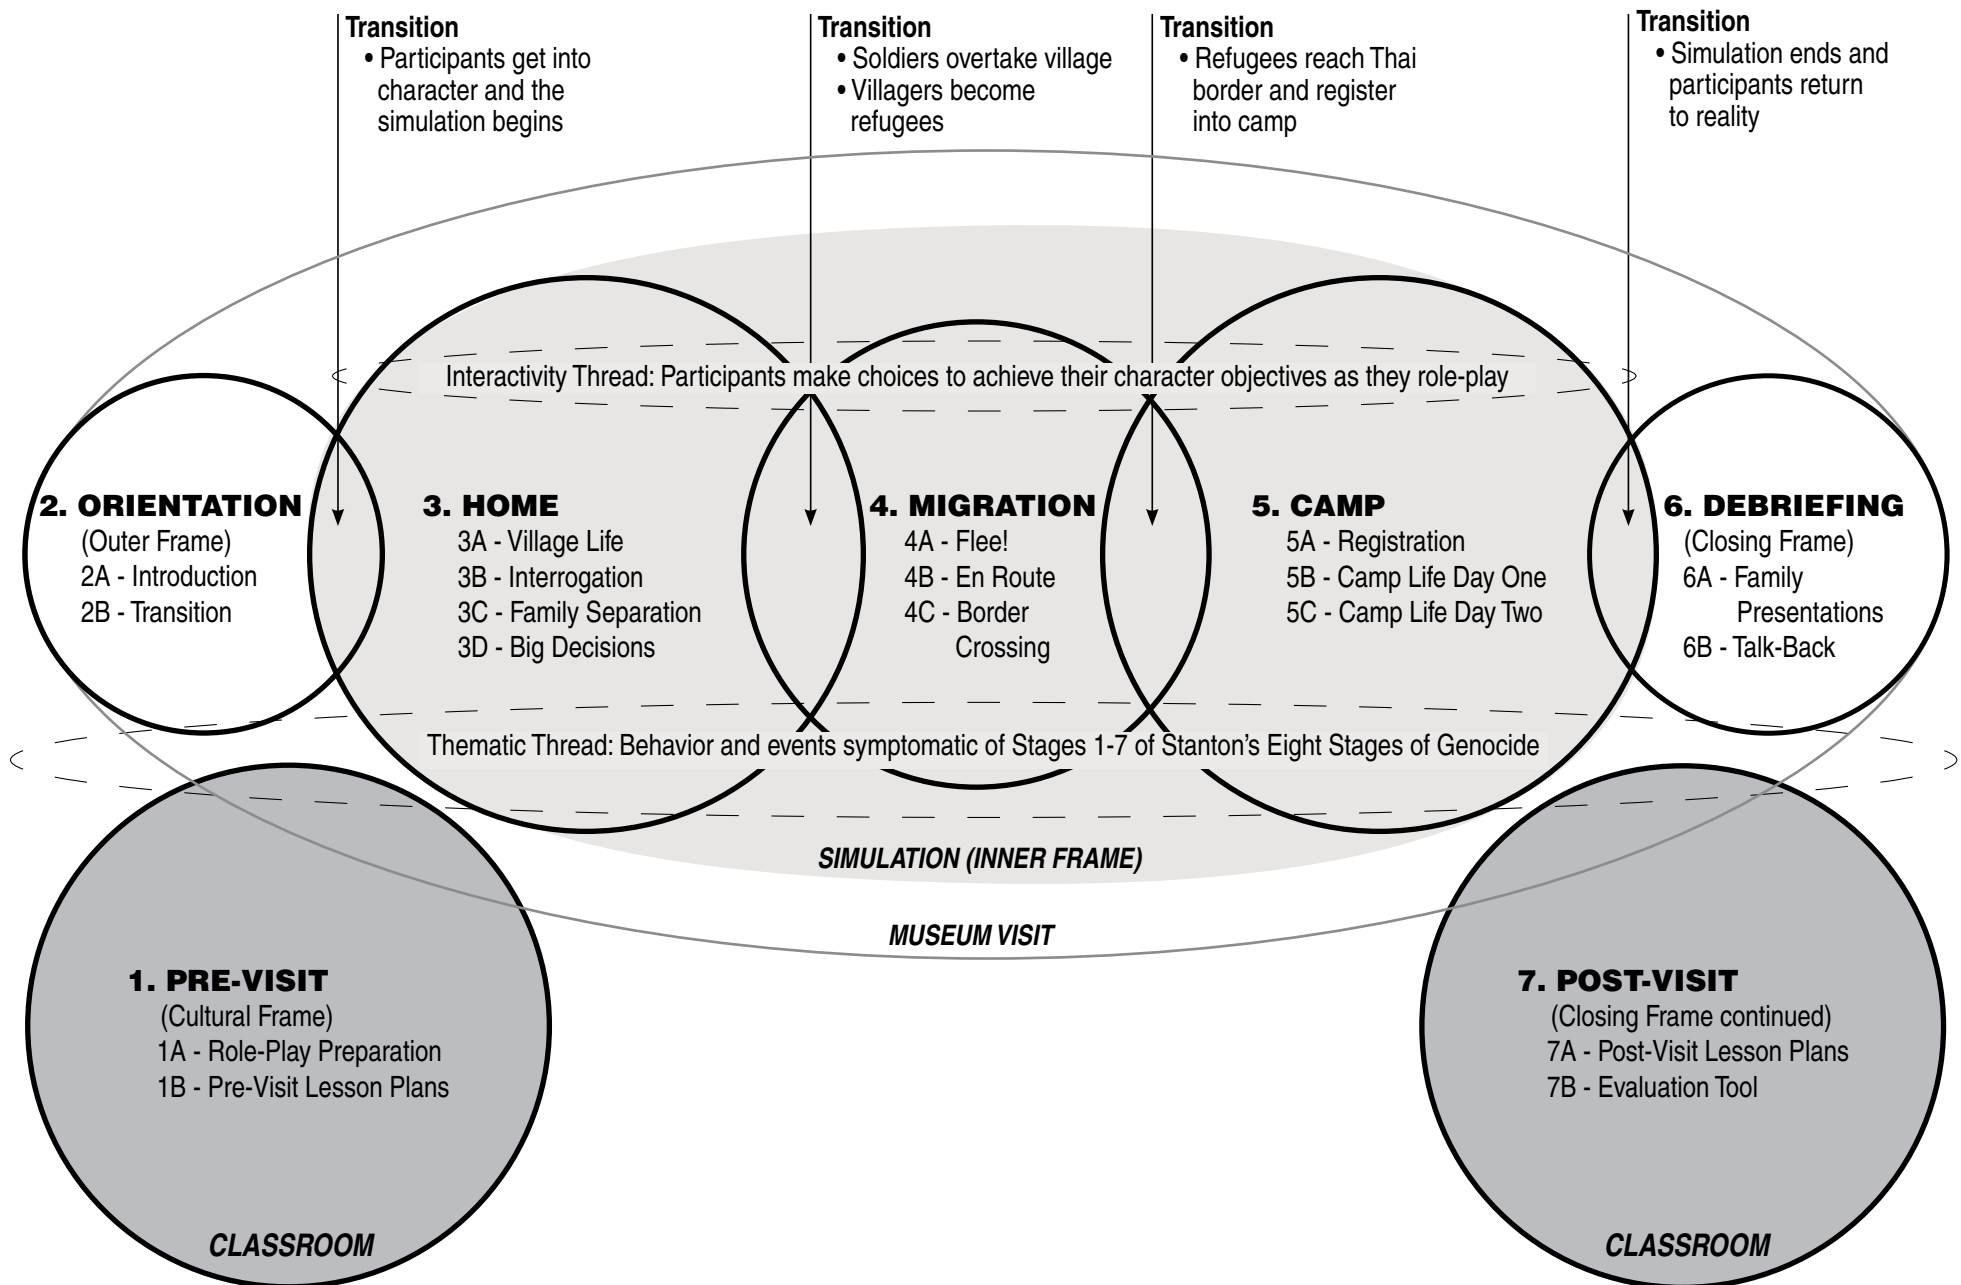 Transition
• Participants get into
character and the
simulation begins
Transition
• Soldiers overtake village
• Villagers become
refugees
Transition
• Refugees reach Thai
border and register
into camp
Transition
• Simulation ends and
participants return
to reality
Interactivity Thread: Participants make choices to achieve their character objectives as they role-play
2. ORIENTATION
(Outer Frame)
2A - Introduction
2B - Transition
3. HOME
3A - Village Life
3B - Interrogation
3C - Family Separation
3D - Big Decisions
4. MIGRATION
4A - Flee!
4B - En Route
4C - Border
Crossing
5. CAMP
5A - Registration
5B - Camp Life Day One
5C - Camp Life Day Two
6. DEBRIEFING
(Closing Frame)
6A - Family
Presentations
6B - Talk-Back
Thematic Thread: Behavior and events symptomatic of Stages 1-7 of Stanton's Eight Stages of Genocide
SIMULATION (INNER FRAME)
MUSEUM VISIT
1. PRE-VISIT
(Cultural Frame)
1A - Role-Play Preparation
1B - Pre-Visit Lesson Plans
CLASSROOM
7. POST-VISIT
(Closing Frame continued)
7A - Post-Visit Lesson Plans
7B - Evaluation Tool
CLASSROOM